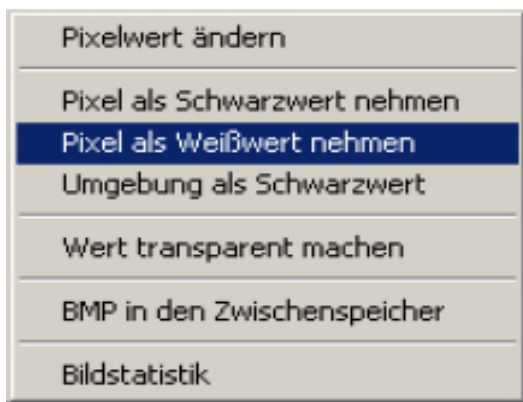 Pixelwert ändern
Pixel als Schwarzwert nehmen
Pixel als Weißwert nehmen
Umgebung als Schwarzwert
Wert transparent machen
BMP in den Zwischenspeicher
Bildstatistik